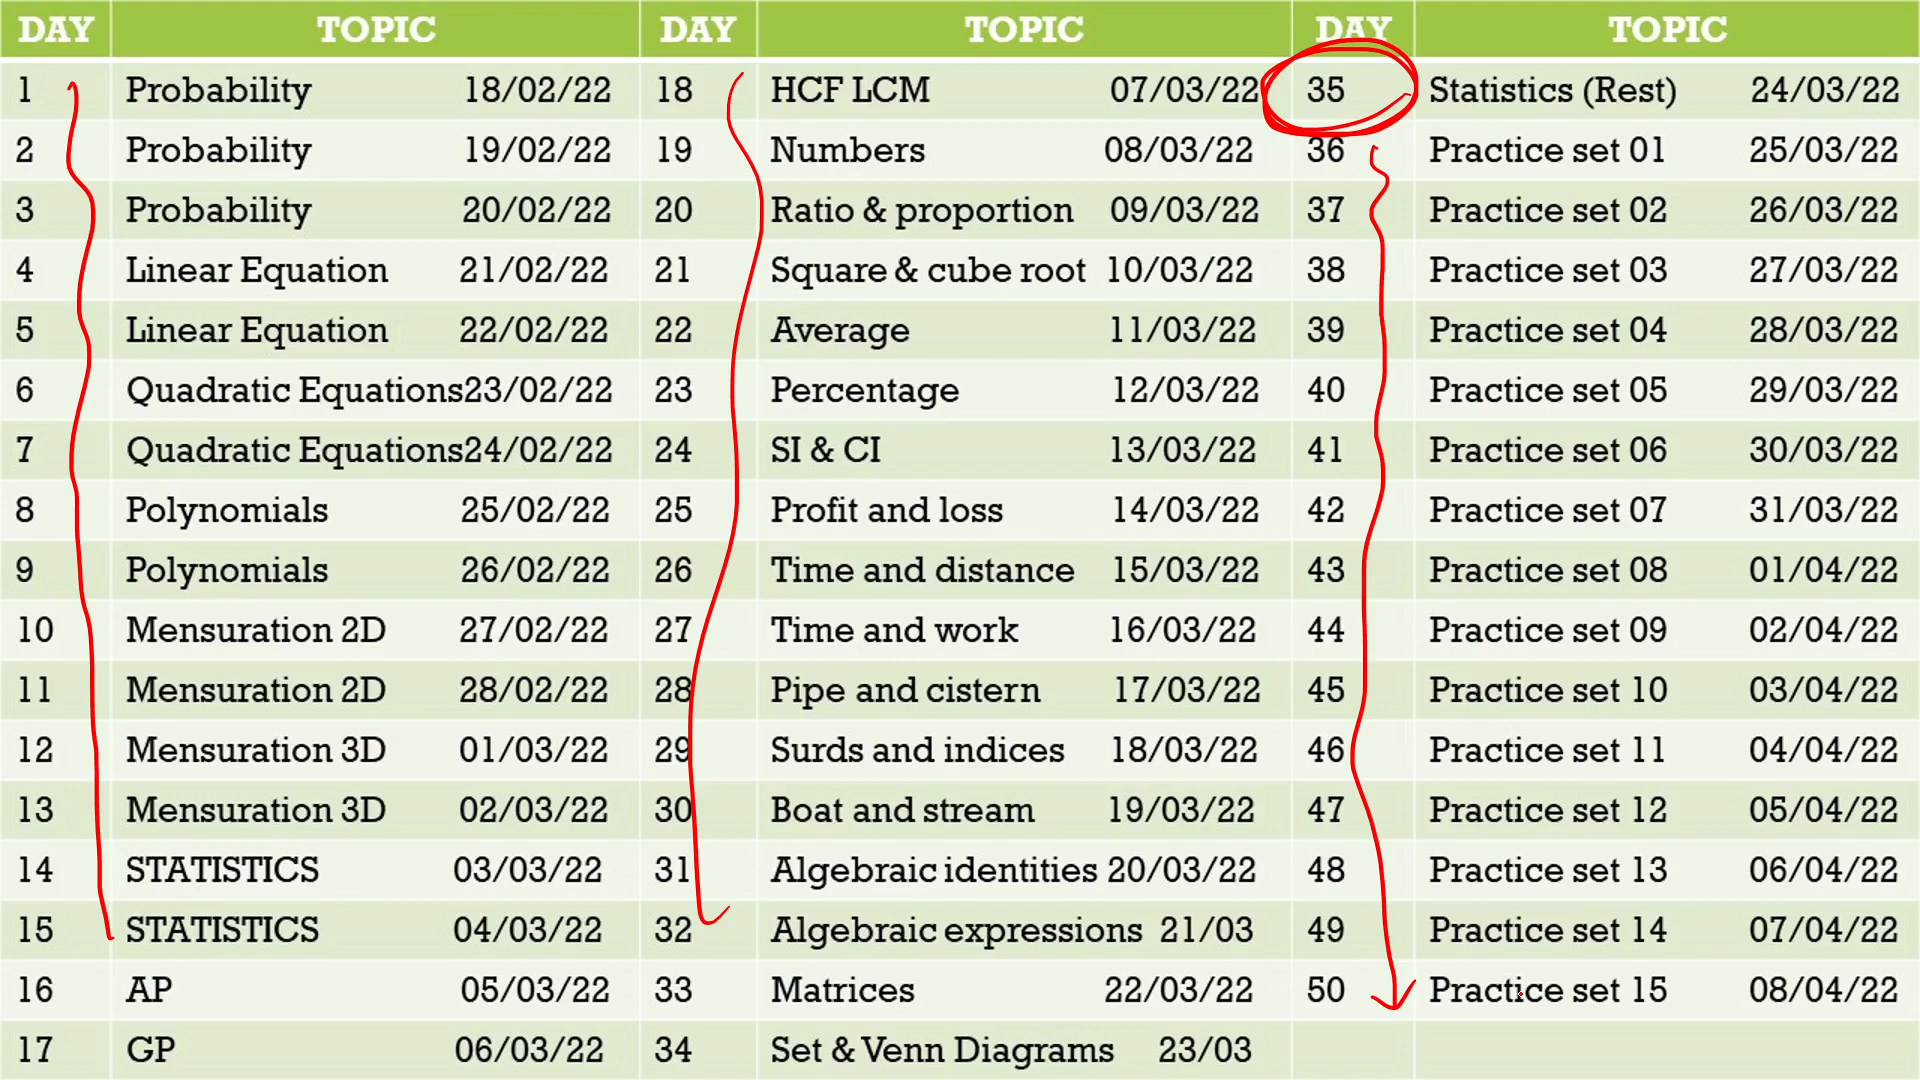 DAY TOPIC DAY TOPIC DAY TOPIC
1 Probability 18/02/22 18 HCF LCM 07/03/22 35 Statistics (Rest) 24/03/22
2 Probability 19/02/22 19 Numbers 08/03/22 36 Practice set 01 25/03/22
3 Probability 20/02/22 20 Ratio & proportion 09/03/22 37 Practice set 02 26/03/22
4 Linear Equation 21/02/22 21 Square & cube root 10/03/22 38 Practice set 03 27/03/22
5 Linear Equation 22/02/22 22 Average 11/03/22 39 Practice set 04 28/03/22
6 Quadratic Equations23/02/22 23 Percentage 12/03/22 40 Practice set 05 29/03/22
7 Quadratic Equations24/02/22 24 SI & CI 13/03/22 41 Practice set 06 30/03/22
8 Polynomials 25/02/22 25 Profit and loss 14/03/22 42 Practice set 07 31/03/22
9 Polynomials 26/02/22 26 Time and distance 15/03/22 43 Practice set 08 01/04/22
10 Mensuration 2D 27/02/22 27 Time and work 16/03/22 44 Practice set 09 02/04/22
11 Mensuration 2D 28/02/22 28 Pipe and cistern 17/03/22 45 Practice set 10 03/04/22
12 Mensuration 3D 01/03/22 29 Surds and indices 18/03/22 46 Practice set 11 04/04/22
13 Mensuration 3D 02/03/22 30 Boat and stream 19/03/22 47 Practice set 12 05/04/22
14 STATISTICS 03/03/22 31 Algebraic identities 20/03/22 48 Practice set 13 06/04/22
15 STATISTICS 04/03/22 32 Algebraic expressions 21/03 49 Practice set 14 07/04/22
16 AP 05/03/22 33 Matrices 22/03/22 50 Practice set 15 08/04/22
17 GP 06/03/22 34 Set & Venn Diagrams 23/03